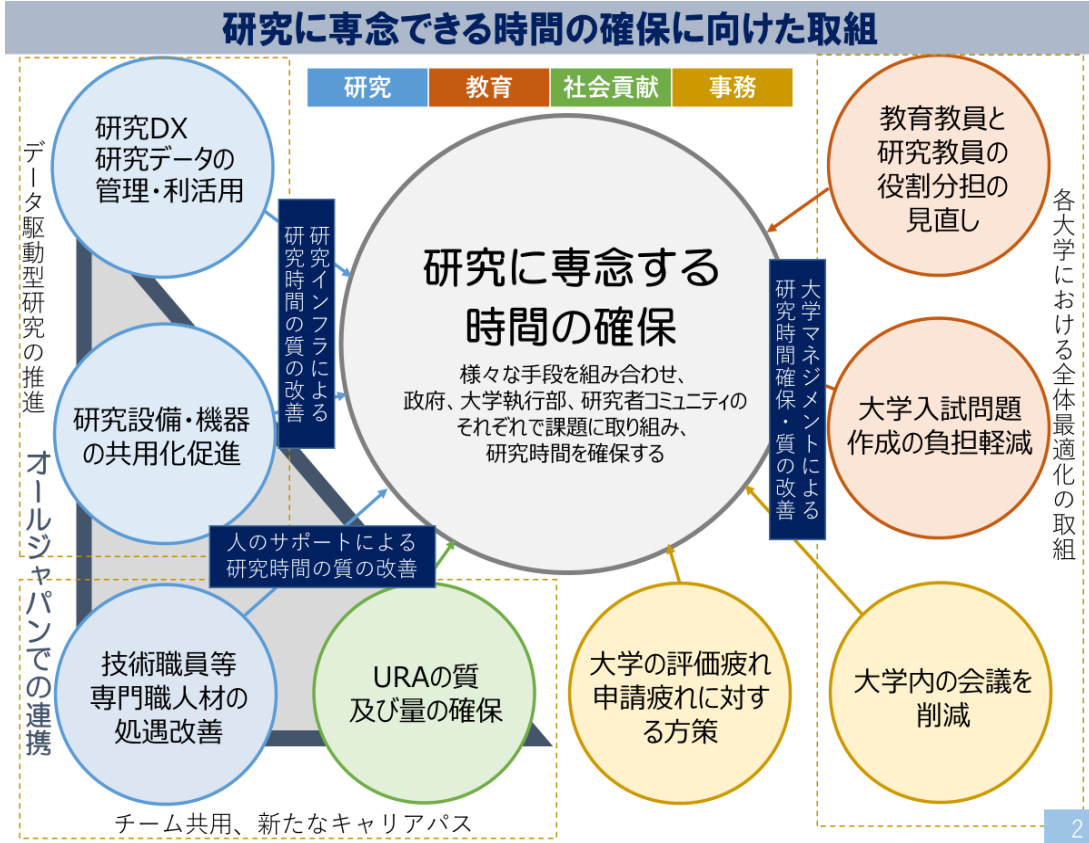 研究に専念できる時間の確保に向けた取組
研究
教育
社会貢献
事務
データ駆動型研究の推進
研究DX
研究データの
管理・利活用
研究設備・機器
の共用化促進
研究インフラによる
研究時間の質の改善
研究に専念する
時間の確保
様々な手段を組み合わせ、
政府、大学執行部、研究者コミュニティの
それぞれで課題に取り組み、
研究時間を確保する
大学マネジメントによる
研究時間確保・質の改善
教育教員と
研究教員の
役割分担の
見直し
大学入試問題
作成の負担軽減
各大学における全体最適化の取組
オールジャパンでの連携
人のサポートによる
研究時間の質の改善
技術職員等
専門職人材の
処遇改善
URAの質
及び量の確保
大学の評価疲れ
申請疲れに対す
る方策
大学内の会議を
削減
チーム共用、新たなキャリアパス
2